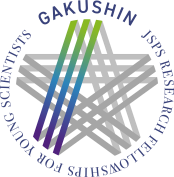 GAKUSHIN
JSPS RESEARCH FELLOWSHIPS FOR YOUNG SCIENTISTS